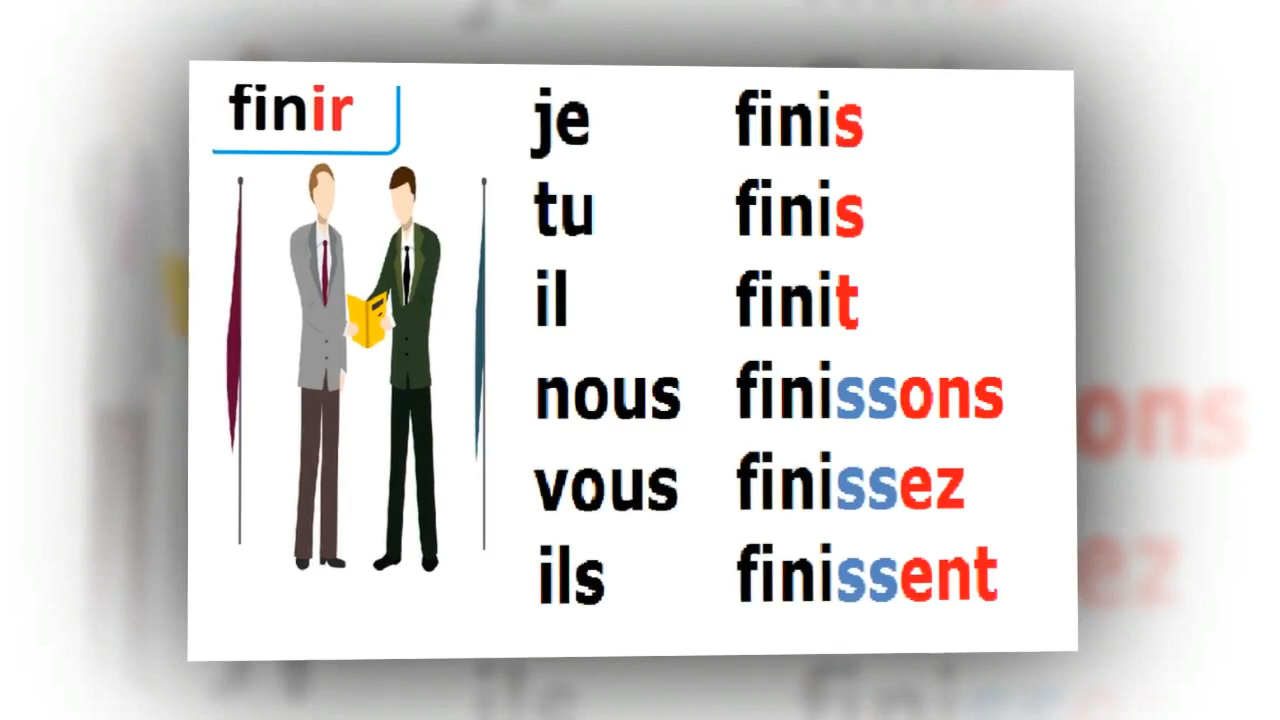 finir
je finis
tu finis
il finit
nous finissons
vous finissez
ils finissent